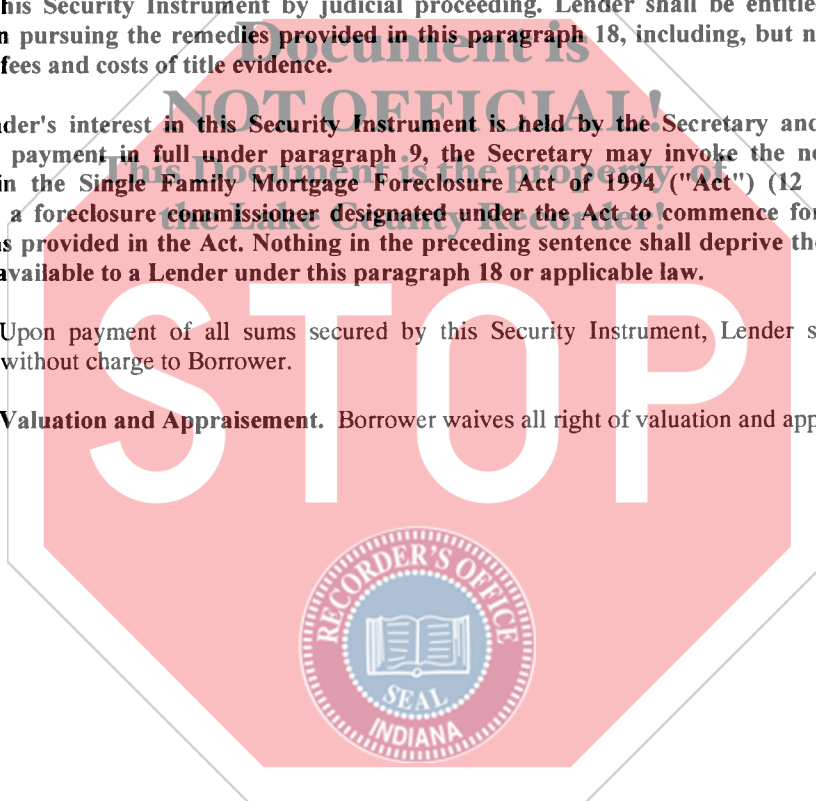 his Security Instrument by judicial proceeding. Lender shall be entitled
n pursuing the remedies provided in this paragraph 18, including, but n
fees and costs of title evidence.
Document is
NOT OFFICIAL!
This Document is the property of
the Lake County Recorder!
der's interest in this Security Instrument is held by the Secretary and
payment in full under paragraph 9, the Secretary may invoke the no
in the Single Family Mortgage Foreclosure Act of 1994 ("Act") (12
a foreclosure commissioner designated under the Act to commence for
s provided in the Act. Nothing in the preceding sentence shall deprive the
available to a Lender under this paragraph 18 or applicable law.
Upon payment of all sums secured by this Security Instrument, Lender s
without charge to Borrower.
Valuation and Appraisement. Borrower waives all right of valuation and app
STOP
RECORDER'S OFFICE
SEAL
INDIANA